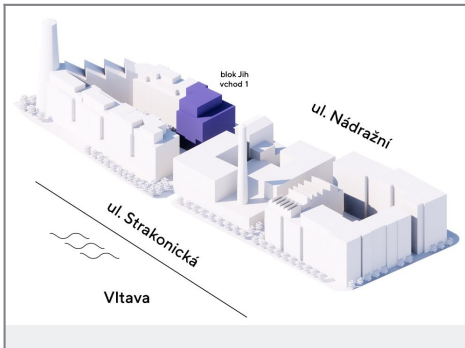 blok Jih
vchod 1
ul. Nádražní
ul. Strakonická
Vltava